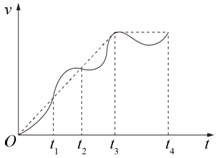 v
O t₁ t₂ t₃ t₄ t